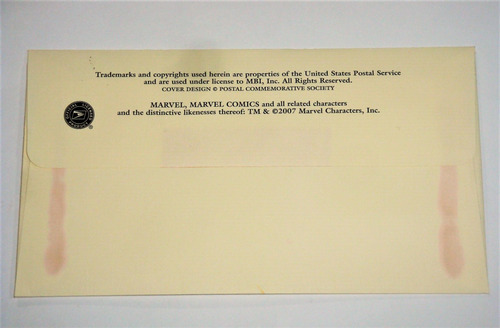 Trademarks and copyrights used herein are properties of the United States Postal Service
and are used under license to MBI, Inc. All Rights Reserved.
COVER DESIGN © POSTAL COMMEMORATIVE SOCIETY
MARVEL, MARVEL COMICS and all related characters
and the distinctive likenesses thereof: TM & ©2007 Marvel Characters, Inc.